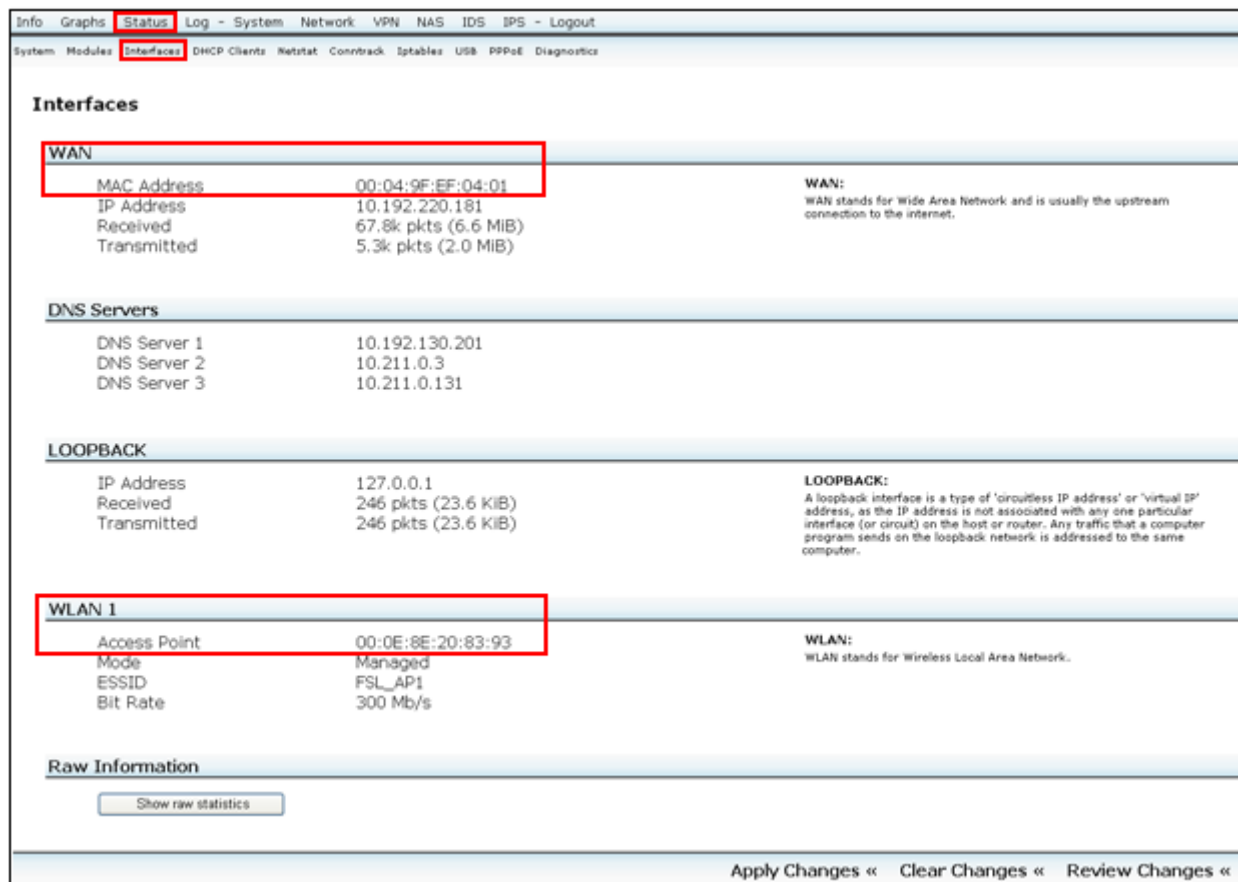 Info Graphs Status Log - System Network VPN NAS IDS IPS - Logout
System Modules Interfaces DHCP Clients Netstat Conntrack Iptables USB PPPoE Diagnostics
Interfaces
WAN
MAC Address 00:04:9F:EF:04:01
IP Address 10.192.220.181
Received 67.8k pkts (6.6 MiB)
Transmitted 5.3k pkts (2.0 MiB)
WAN:
WAN stands for Wide Area Network and is usually the upstream
connection to the internet.
DNS Servers
DNS Server 1 10.192.130.201
DNS Server 2 10.211.0.3
DNS Server 3 10.211.0.131
LOOPBACK
IP Address 127.0.0.1
Received 246 pkts (23.6 KiB)
Transmitted 246 pkts (23.6 KiB)
LOOPBACK:
A loopback interface is a type of 'circuitless IP address' or 'virtual IP'
address, as the IP address is not associated with any one particular
interface (or circuit) on the host or router. Any traffic that a computer
program sends on the loopback network is addressed to the same
computer.
WLAN 1
Access Point 00:0E:8E:20:83:93
Mode Managed
ESSID FSL_AP1
Bit Rate 300 Mb/s
WLAN:
WLAN stands for Wireless Local Area Network.
Raw Information
Show raw statistics
Apply Changes « Clear Changes « Review Changes «